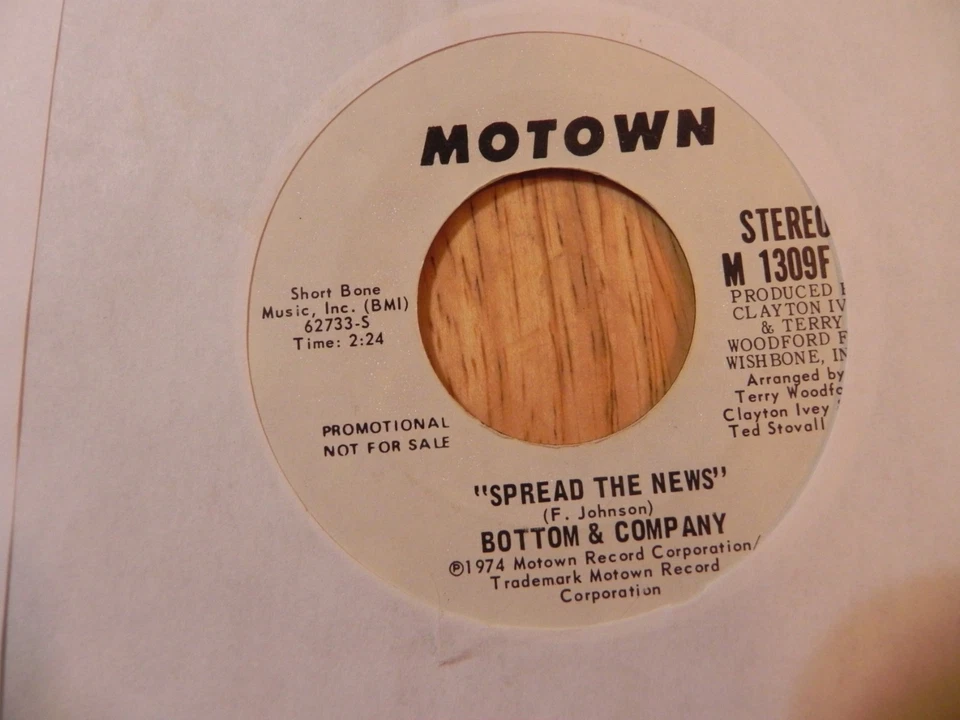 MOTOWN
STEREO
M 1309F
PRODUCED
CLAYTON IV
& TERRY
WOODFORD F
WISHBONE, IN
Arranged by
Terry Woodfo
Clayton Ivey
Ted Stovall
Short Bone
Music, Inc. (BMI)
62733-S
Time: 2:24
PROMOTIONAL
NOT FOR SALE
"SPREAD THE NEWS"
(F. Johnson)
BOTTOM & COMPANY
℗1974 Motown Record Corporation/
Trademark Motown Record
Corporation